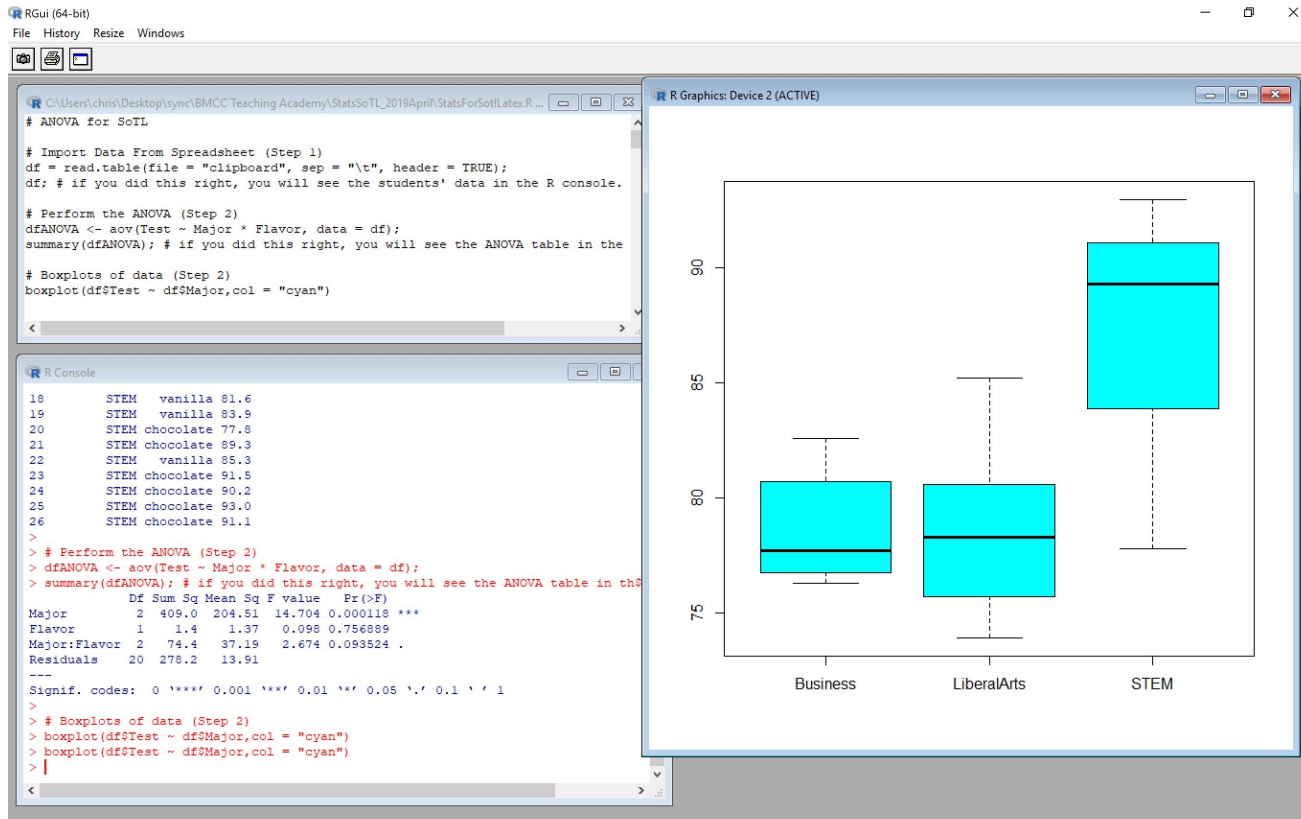 RGui (64-bit)
File History Resize Windows
C:\Users\chris\Desktop\sync\BMCC Teaching Academy\StatsSoTL_2019April\StatsForSotlLatex.R ...
# ANOVA for SoTL
# Import Data From Spreadsheet (Step 1)
df = read.table(file = "clipboard", sep = "\t", header = TRUE);
df; # if you did this right, you will see the students' data in the R console.
# Perform the ANOVA (Step 2)
dfANOVA <- aov(Test ~ Major * Flavor, data = df);
summary(dfANOVA); # if you did this right, you will see the ANOVA table in the
# Boxplots of data (Step 2)
boxplot(df$Test ~ df$Major,col = "cyan")
R Console
18 STEM vanilla 81.6
19 STEM vanilla 83.9
20 STEM chocolate 77.8
21 STEM chocolate 89.3
22 STEM vanilla 85.3
23 STEM chocolate 91.5
24 STEM chocolate 90.2
25 STEM chocolate 93.0
26 STEM chocolate 91.1
>
> # Perform the ANOVA (Step 2)
> dfANOVA <- aov(Test ~ Major * Flavor, data = df);
> summary(dfANOVA); # if you did this right, you will see the ANOVA table in th$
Df Sum Sq Mean Sq F value Pr(>F)
Major 2 409.0 204.51 14.704 0.000118 ***
Flavor 1 1.4 1.37 0.098 0.756889
Major:Flavor 2 74.4 37.19 2.674 0.093524 .
Residuals 20 278.2 13.91
---
Signif. codes: 0 ‘***’ 0.001 ‘**’ 0.01 ‘*’ 0.05 ‘.’ 0.1 ‘ ’ 1
>
> # Boxplots of data (Step 2)
> boxplot(df$Test ~ df$Major,col = "cyan")
> boxplot(df$Test ~ df$Major,col = "cyan")
>
R Graphics: Device 2 (ACTIVE)
90
85
80
75
Business LiberalArts STEM